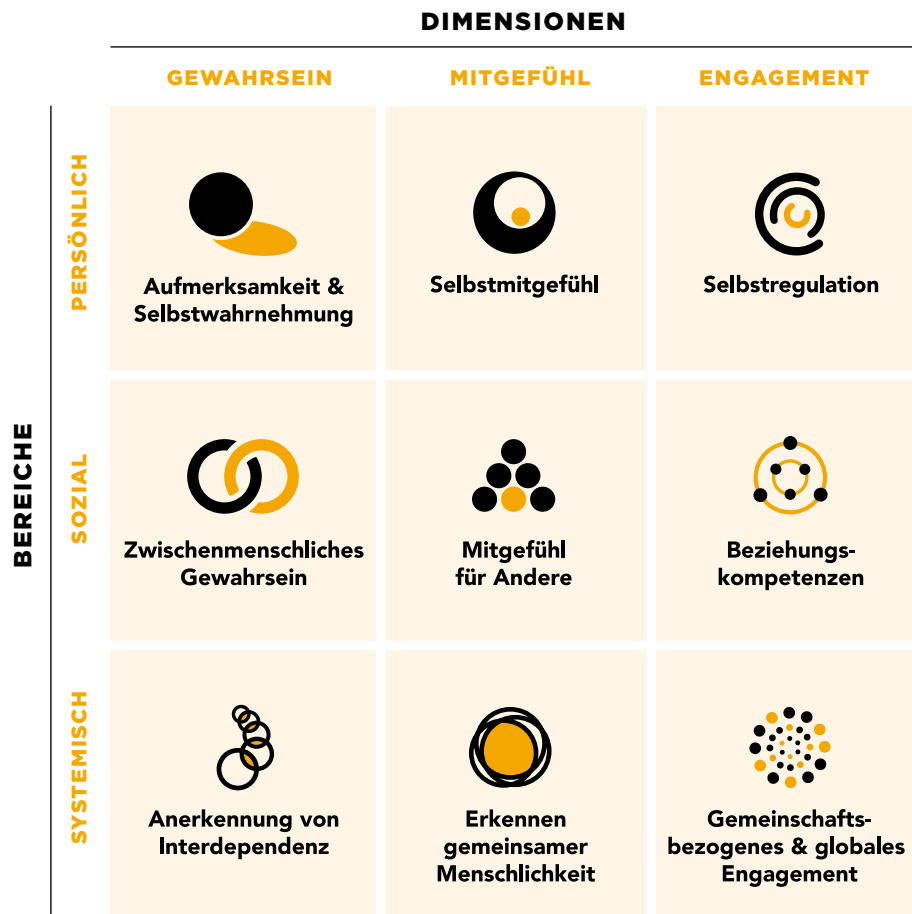 DIMENSIONEN
GEWAHRSEIN
MITGEFÜHL
ENGAGEMENT
BEREICHE
PERSÖNLICH
Aufmerksamkeit &
Selbstwahrnehmung
Selbstmitgefühl
Selbstregulation
SOZIAL
Zwischenmenschliches
Gewahrsein
Mitgefühl
für Andere
Beziehungs-
kompetenzen
SYSTEMISCH
Anerkennung von
Interdependenz
Erkennen
gemeinsamer
Menschlichkeit
Gemeinschafts-
bezogenes & globales
Engagement